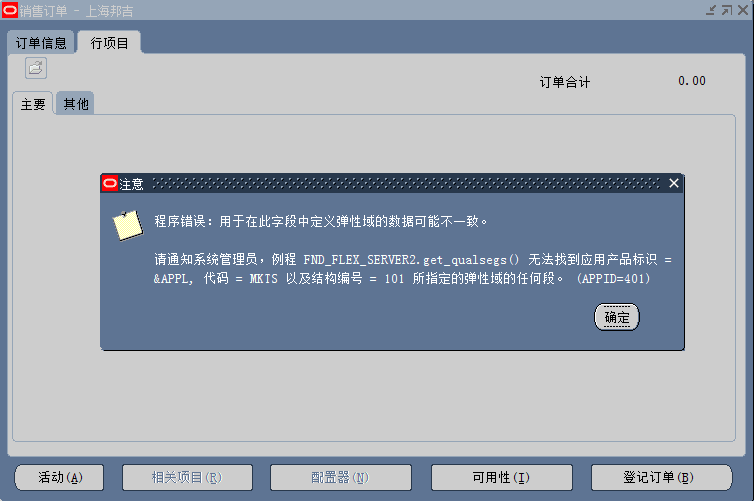 销售订单 - 上海邦吉
订单信息
行项目
订单合计
0.00
主要
其他
注意
程序错误：用于在此字段中定义弹性域的数据可能不一致。
请通知系统管理员，例程 FND_FLEX_SERVER2.get_qualsegs() 无法找到应用产品标识 =
&APPL, 代码 = MKTS 以及结构编号 = 101 所指定的弹性域的任何段。 (APPID=401)
确定
活动(A)
相关项目(R)
配置器(N)
可用性(I)
登记订单(B)